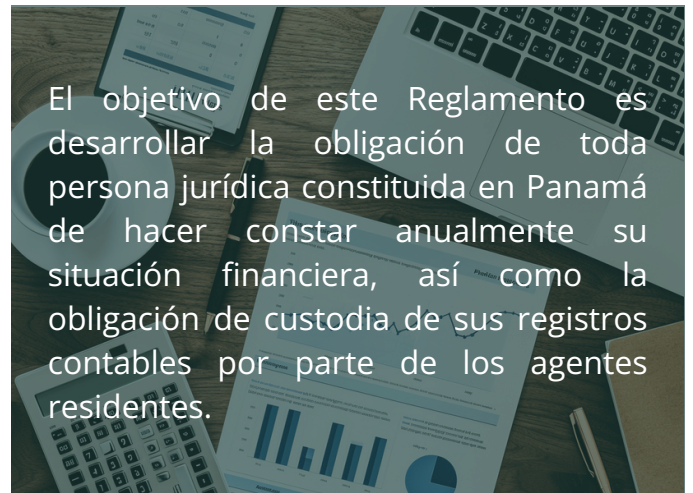 El objetivo de este Reglamento es
desarrollar la obligación de toda
persona jurídica constituida en Panamá
de hacer constar anualmente su
situación financiera, así como la
obligación de custodia de sus registros
contables por parte de los agentes
residentes.